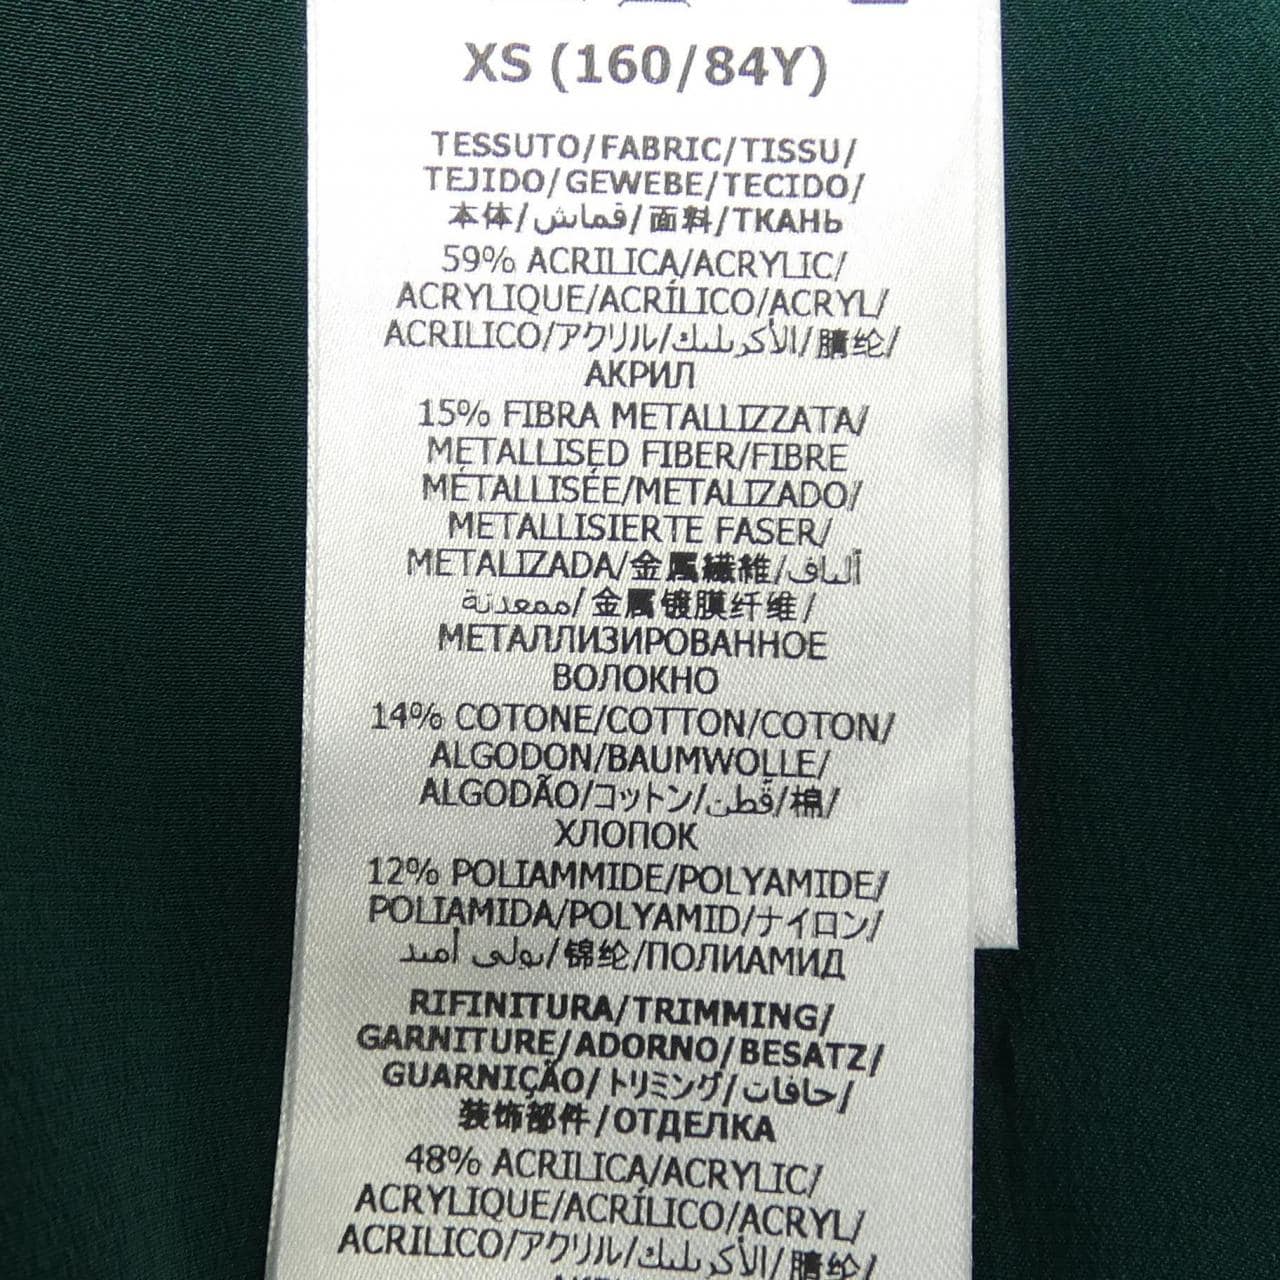 XS (160/84Y)
TESSUTO/FABRIC/TISSU/
TEJIDO/GEWEBE/TECIDO/
本体/قماش/面料/ТКАНЬ
59% ACRILICA/ACRYLIC/
ACRYLIQUE/ACRÍLICO/ACRYL/
ACRILICO/アクリル/الأكريليك/腈纶/
АКРИЛ
15% FIBRA METALLIZZATA/
METALLISED FIBER/FIBRE
MÉTALLISÉE/METALIZADO/
METALLISIERTE FASER/
METALIZADA/金属繊維/ألياف
ممعدنة/金属镀膜纤维/
МЕТАЛЛИЗИРОВАННОЕ
ВОЛОКНО
14% COTONE/COTTON/COTON/
ALGODON/BAUMWOLLE/
ALGODÃO/コットン/قطن/棉/
ХЛОПОК
12% POLIAMMIDE/POLYAMIDE/
POLIAMIDA/POLYAMID/ナイロン/
بولي أميد/锦纶/ПОЛИАМИД
RIFINITURA/TRIMMING/
GARNITURE/ADORNO/BESATZ/
GUARNIÇÃO/トリミング/حافات/
装饰部件/ОТДЕЛКА
48% ACRILICA/ACRYLIC/
ACRYLIQUE/ACRÍLICO/ACRYL/
ACRILICO/アクリル/الأكريليك/腈纶/